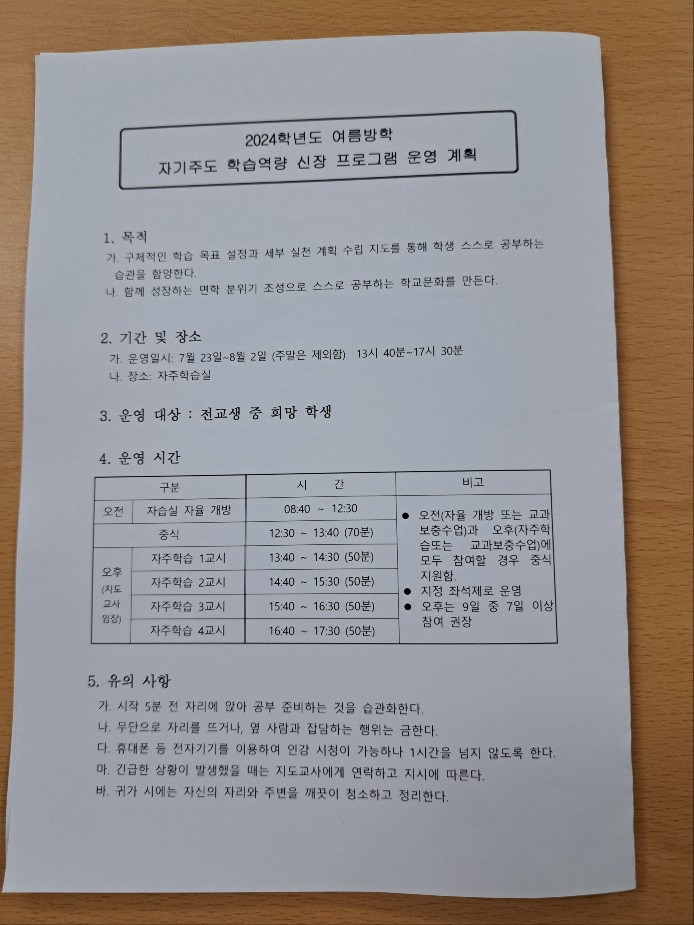 2024학년도 여름방학
자기주도 학습역량 신장 프로그램 운영 계획
1. 목적
가. 구체적인 학습 목표 설정과 세부 실천 계획 수립 지도를 통해 학생 스스로 공부하는
습관을 함양한다.
나. 함께 성장하는 면학 분위기 조성으로 스스로 공부하는 학교문화를 만든다.
2. 기간 및 장소
가. 운영일시: 7월 23일~8월 2일 (주말은 제외함) 13시 40분~17시 30분
나. 장소: 자주학습실
3. 운영 대상 : 전교생 중 희망 학생
4. 운영 시간
구분 시 간 비고
오전 자습실 자율 개방 08:40 ~ 12:30
중식 12:30 ~ 13:40 (70분)
오후
(지도
교사
임장)
자주학습 1교시 13:40 ~ 14:30 (50분)
자주학습 2교시 14:40 ~ 15:30 (50분)
자주학습 3교시 15:40 ~ 16:30 (50분)
자주학습 4교시 16:40 ~ 17:30 (50분)
● 오전(자율 개방 또는 교과
보충수업)과 오후(자주학
습또는 교과보충수업)에
모두 참여할 경우 중식
지원함.
● 지정 좌석제로 운영
● 오후는 9일 중 7일 이상
참여 권장
5. 유의 사항
가. 시작 5분 전 자리에 앉아 공부 준비하는 것을 습관화한다.
나. 무단으로 자리를 뜨거나, 옆 사람과 잡담하는 행위는 금한다.
다. 휴대폰 등 전자기기를 이용하여 인강 시청이 가능하나 1시간을 넘지 않도록 한다.
마. 긴급한 상황이 발생했을 때는 지도교사에게 연락하고 지시에 따른다.
바. 귀가 시에는 자신의 자리와 주변을 깨끗이 청소하고 정리한다.